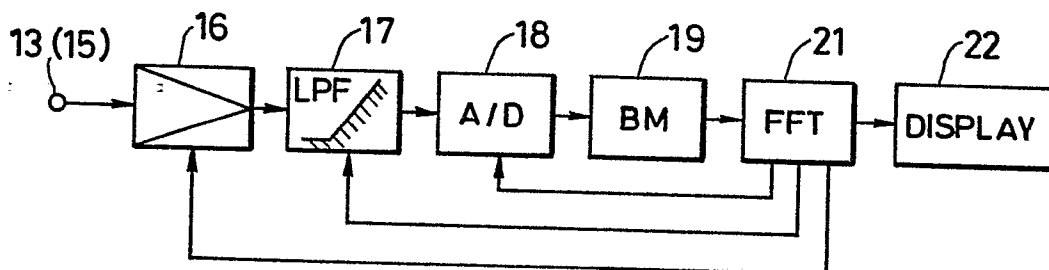 13 (15)
16
17
18
19
21
22
LPF
A/D
BM
FFT
DISPLAY